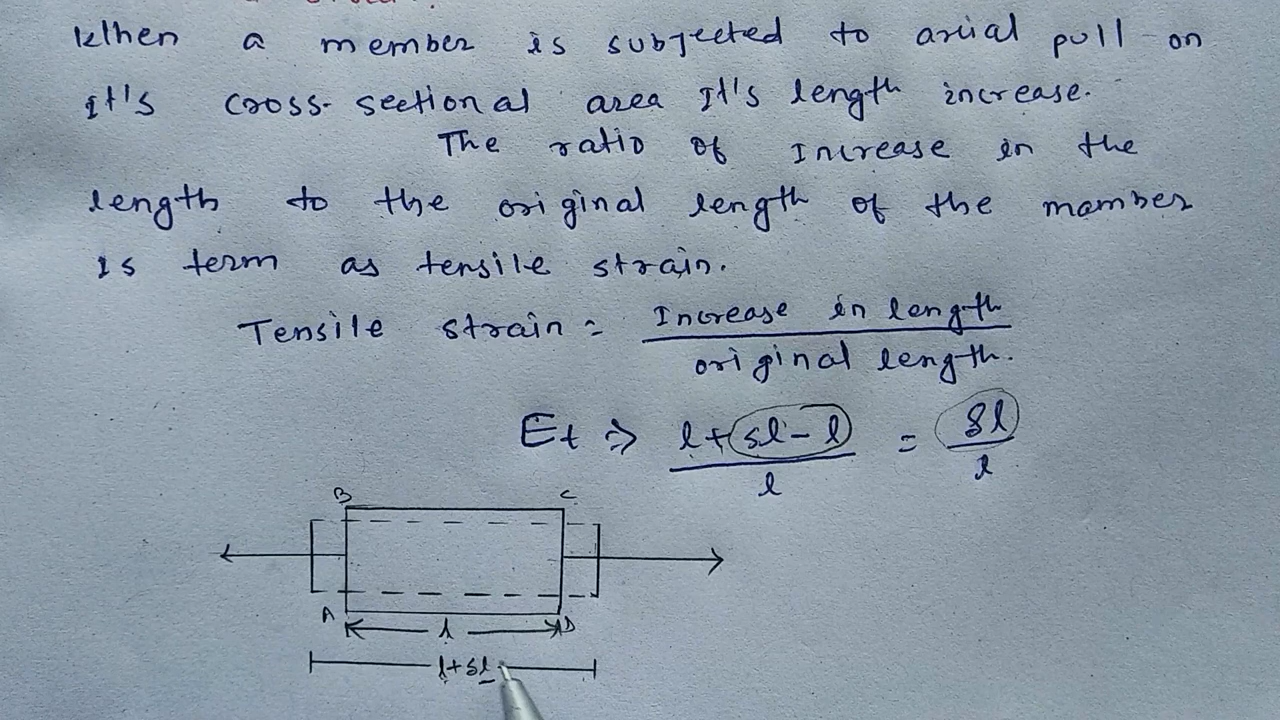 When a member is subjected to axial pull on
It's cross-sectional area It's length increase.
The ratio of Increase in the
length to the original length of the member
is term as tensile strain.
Tensile strain = Increase in length
original length.
Et => l+δl-l = δl
l l
B C
A D
l
l+δl